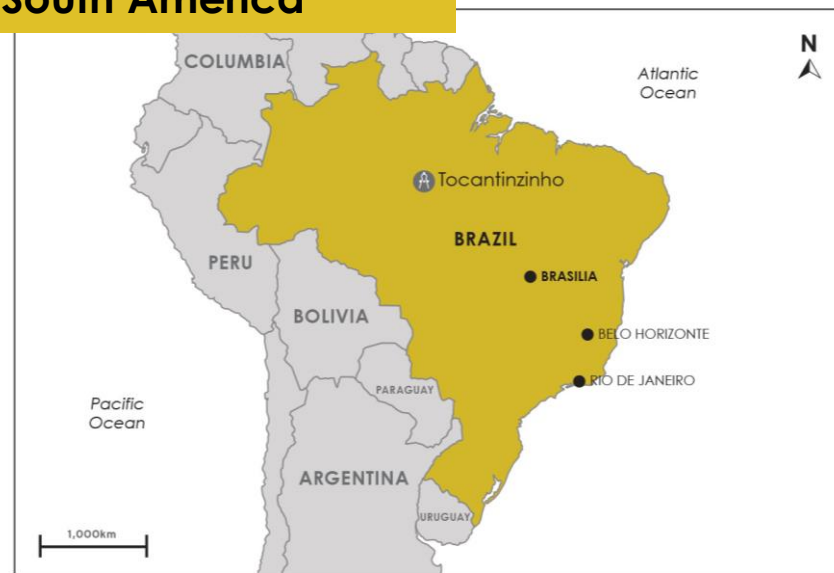 South America
N
COLUMBIA
Atlantic
Ocean
Tocantinzinho
BRAZIL
PERU
BRASILIA
BOLIVIA
BELO HORIZONTE
RIO DE JANEIRO
PARAGUAY
Pacific
Ocean
ARGENTINA
URUGUAY
1,000km